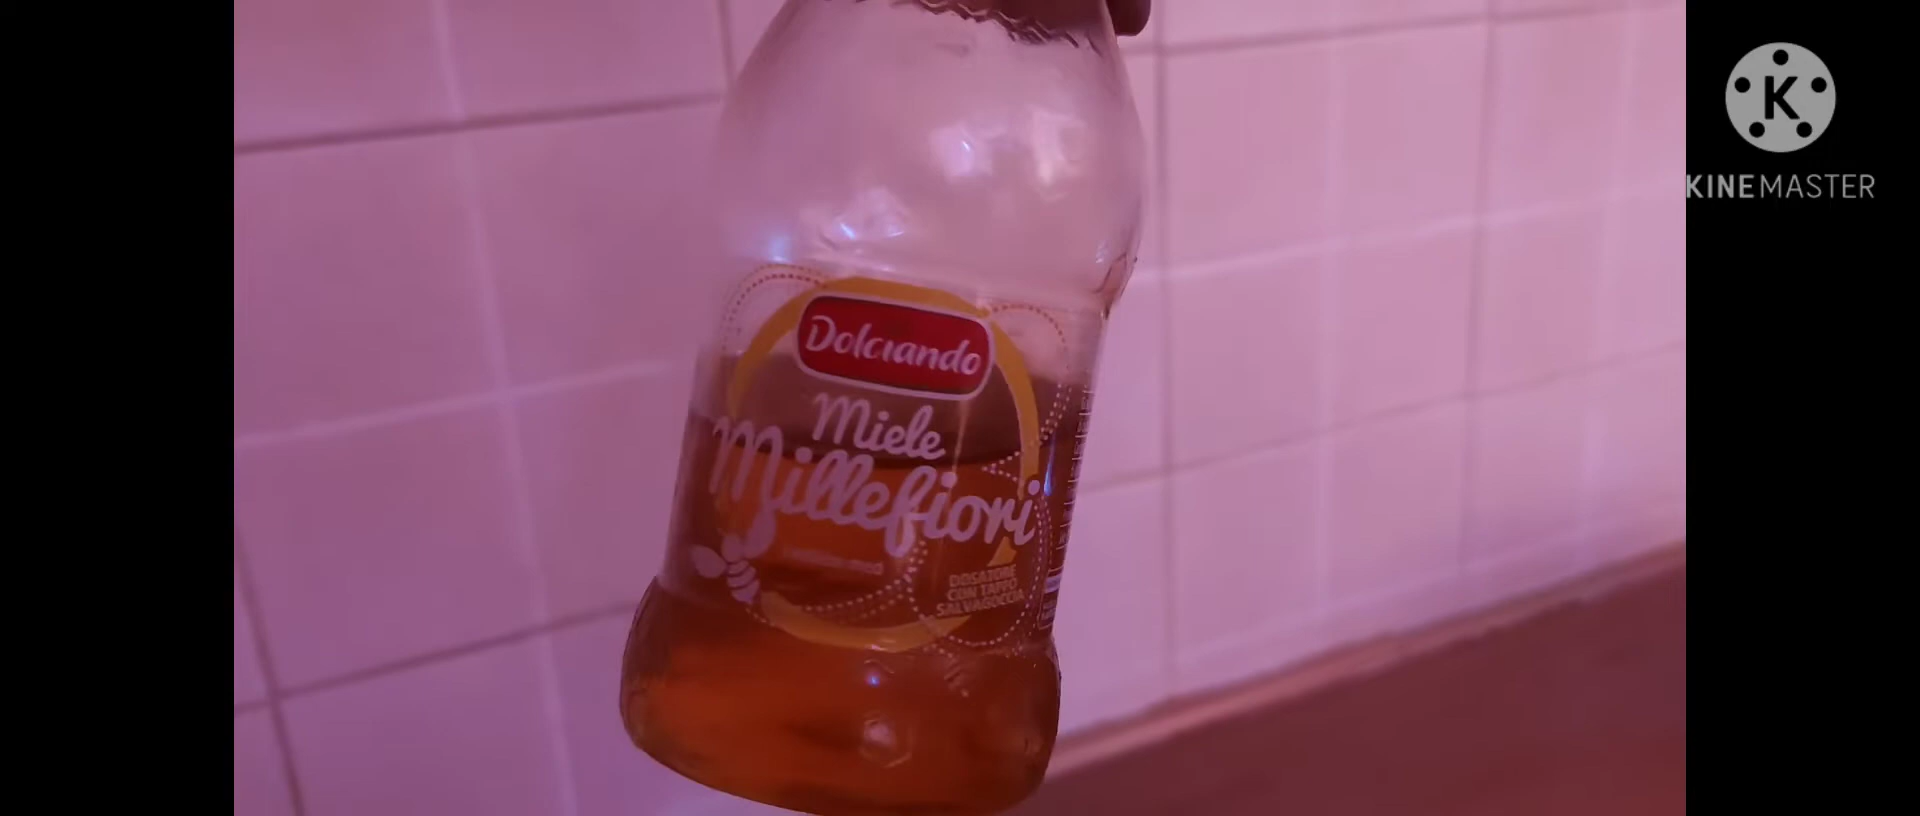 KINEMASTER
Dolciando
Miele
Millefiori
DOSATORE
CON TAPPO
SALVAGOCCIA